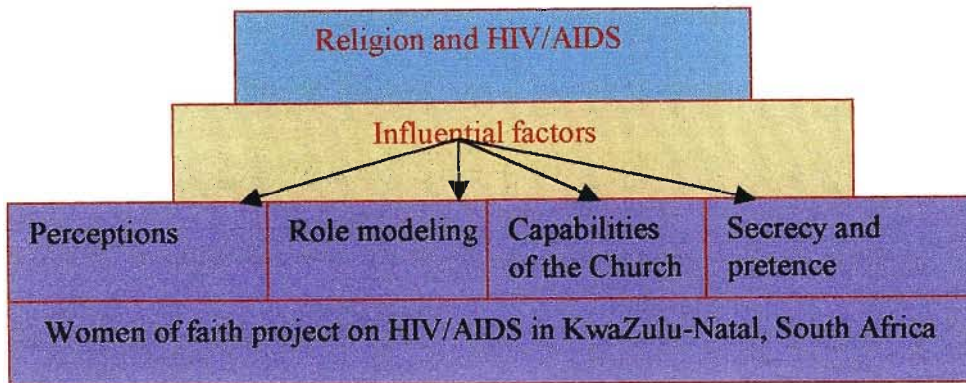 Religion and HIV/AIDS
Influential factors
Perceptions
Role modeling
Capabilities
of the Church
Secrecy and
pretence
Women of faith project on HIV/AIDS in KwaZulu-Natal, South Africa